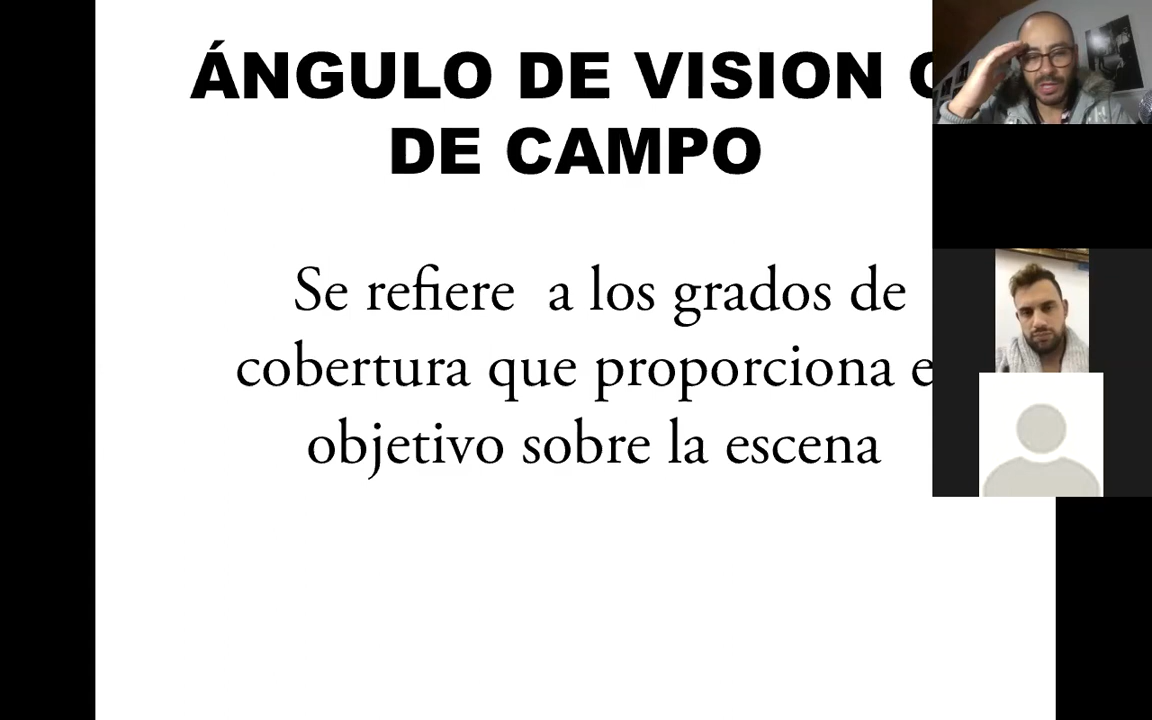 ÁNGULO DE VISION
DE CAMPO
Se refiere a los grados de
cobertura que proporciona
objetivo sobre la escena